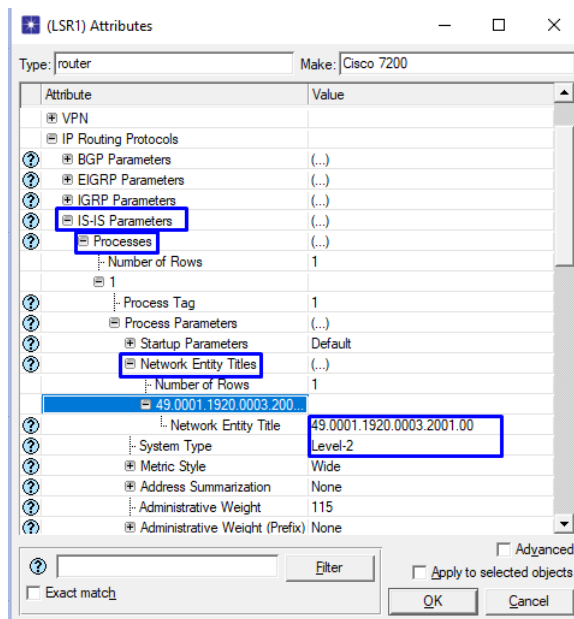 (LSR1) Attributes
Type: router Make: Cisco 7200
Attribute Value
VPN
IP Routing Protocols
BGP Parameters (...)
EIGRP Parameters (...)
IGRP Parameters (...)
IS-IS Parameters (...)
Processes (...)
Number of Rows 1
1
Process Tag 1
Process Parameters (...)
Startup Parameters Default
Network Entity Titles (...)
Number of Rows 1
49.0001.1920.0003.200...
Network Entity Title 49.0001.1920.0003.2001.00
System Type Level-2
Metric Style Wide
Address Summarization None
Administrative Weight 115
Administrative Weight (Prefix) None
Advanced
Filter Apply to selected objects
Exact match OK Cancel